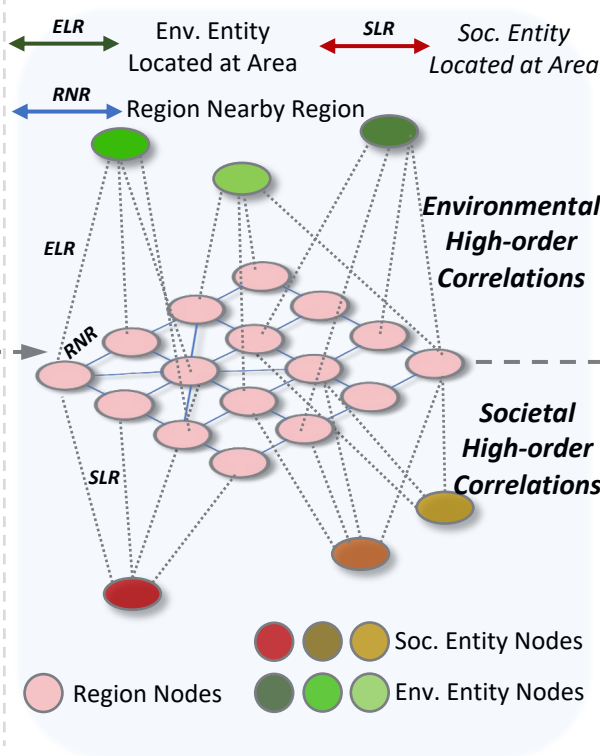 ELR
Env. Entity
Located at Area
SLR
Soc. Entity
Located at Area
RNR
Region Nearby Region
Environmental
High-order
Correlations
ELR
RNR
Societal
High-order
Correlations
SLR
Soc. Entity Nodes
Region Nodes
Env. Entity Nodes